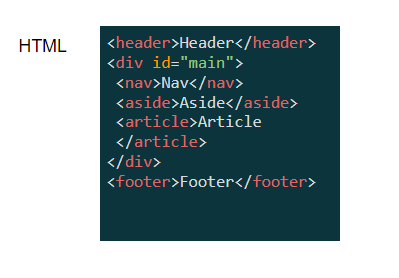 HTML
<header>Header</header>
<div id="main">
 <nav>Nav</nav>
 <aside>Aside</aside>
 <article>Article
 </article>
</div>
<footer>Footer</footer>